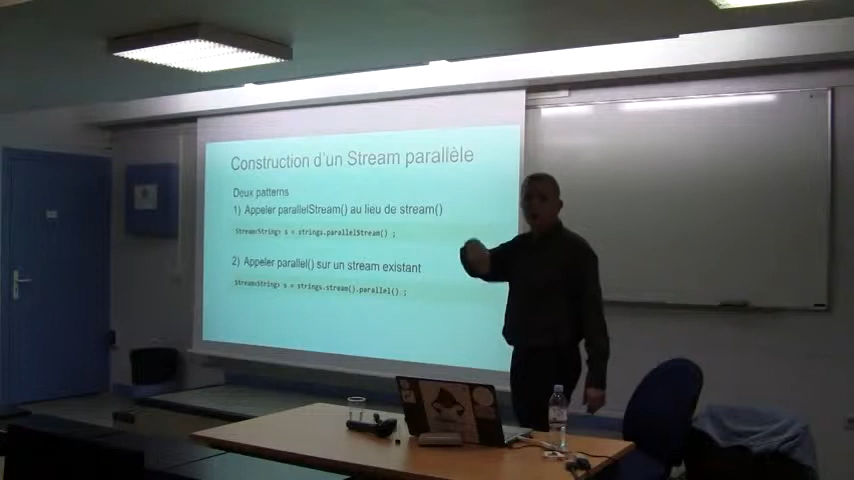 Construction d'un Stream parallèle
Deux patterns
1) Appeler parallelStream() au lieu de stream()
Stream<String> s = strings.parallelStream() ;
2) Appeler parallel() sur un stream existant
Stream<String> s = strings.stream().parallel() ;